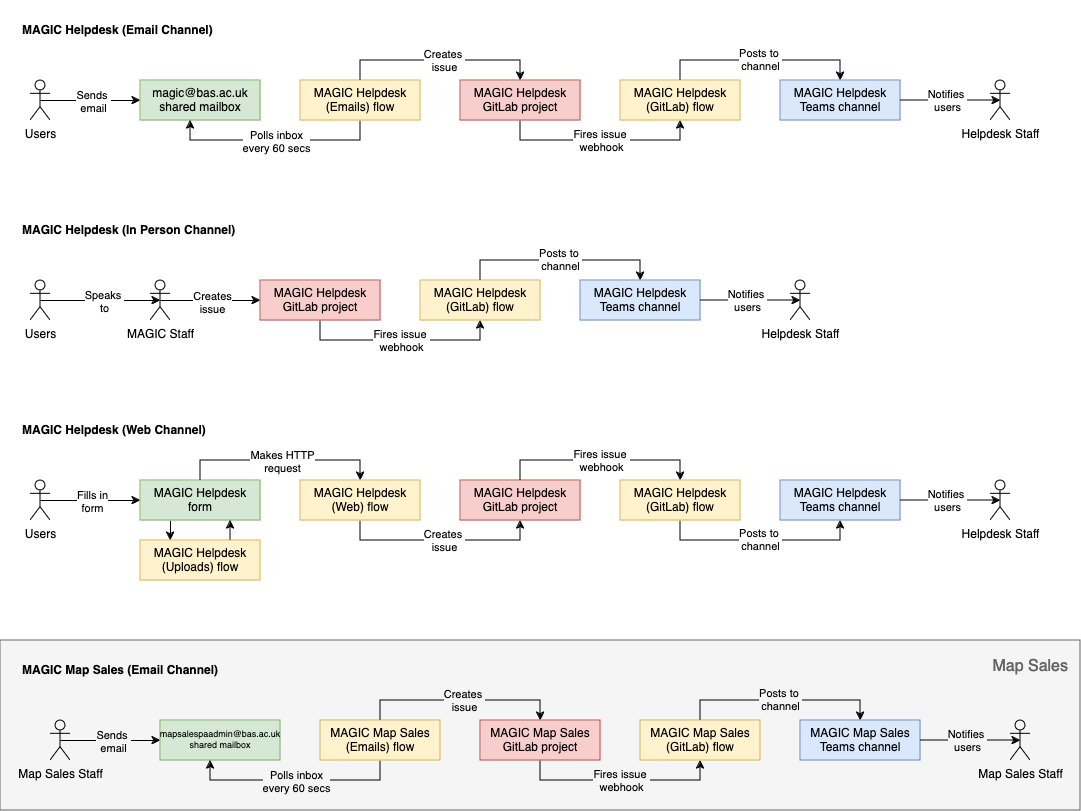 MAGIC Helpdesk (Email Channel)
Creates
issue
Posts to
channel
Sends
email
magic@bas.ac.uk
shared mailbox
MAGIC Helpdesk
(Emails) flow
MAGIC Helpdesk
GitLab project
MAGIC Helpdesk
(GitLab) flow
MAGIC Helpdesk
Teams channel
Notifies
users
Users
Polls inbox
every 60 secs
Fires issue
webhook
Helpdesk Staff
MAGIC Helpdesk (In Person Channel)
Posts to
channel
Speaks
to
Creates
issue
MAGIC Helpdesk
GitLab project
MAGIC Helpdesk
(GitLab) flow
MAGIC Helpdesk
Teams channel
Notifies
users
Users
MAGIC Staff
Fires issue
webhook
Helpdesk Staff
MAGIC Helpdesk (Web Channel)
Makes HTTP
request
Fires issue
webhook
Fills in
form
MAGIC Helpdesk
form
MAGIC Helpdesk
(Web) flow
MAGIC Helpdesk
GitLab project
MAGIC Helpdesk
(GitLab) flow
MAGIC Helpdesk
Teams channel
Notifies
users
Users
Creates
issue
Posts to
channel
Helpdesk Staff
MAGIC Helpdesk
(Uploads) flow
Map Sales
MAGIC Map Sales (Email Channel)
Creates
issue
Posts to
channel
Sends
email
mapsalespaadmin@bas.ac.uk
shared mailbox
MAGIC Map Sales
(Emails) flow
MAGIC Map Sales
GitLab project
MAGIC Map Sales
(GitLab) flow
MAGIC Map Sales
Teams channel
Notifies
users
Map Sales Staff
Polls inbox
every 60 secs
Fires issue
webhook
Map Sales Staff